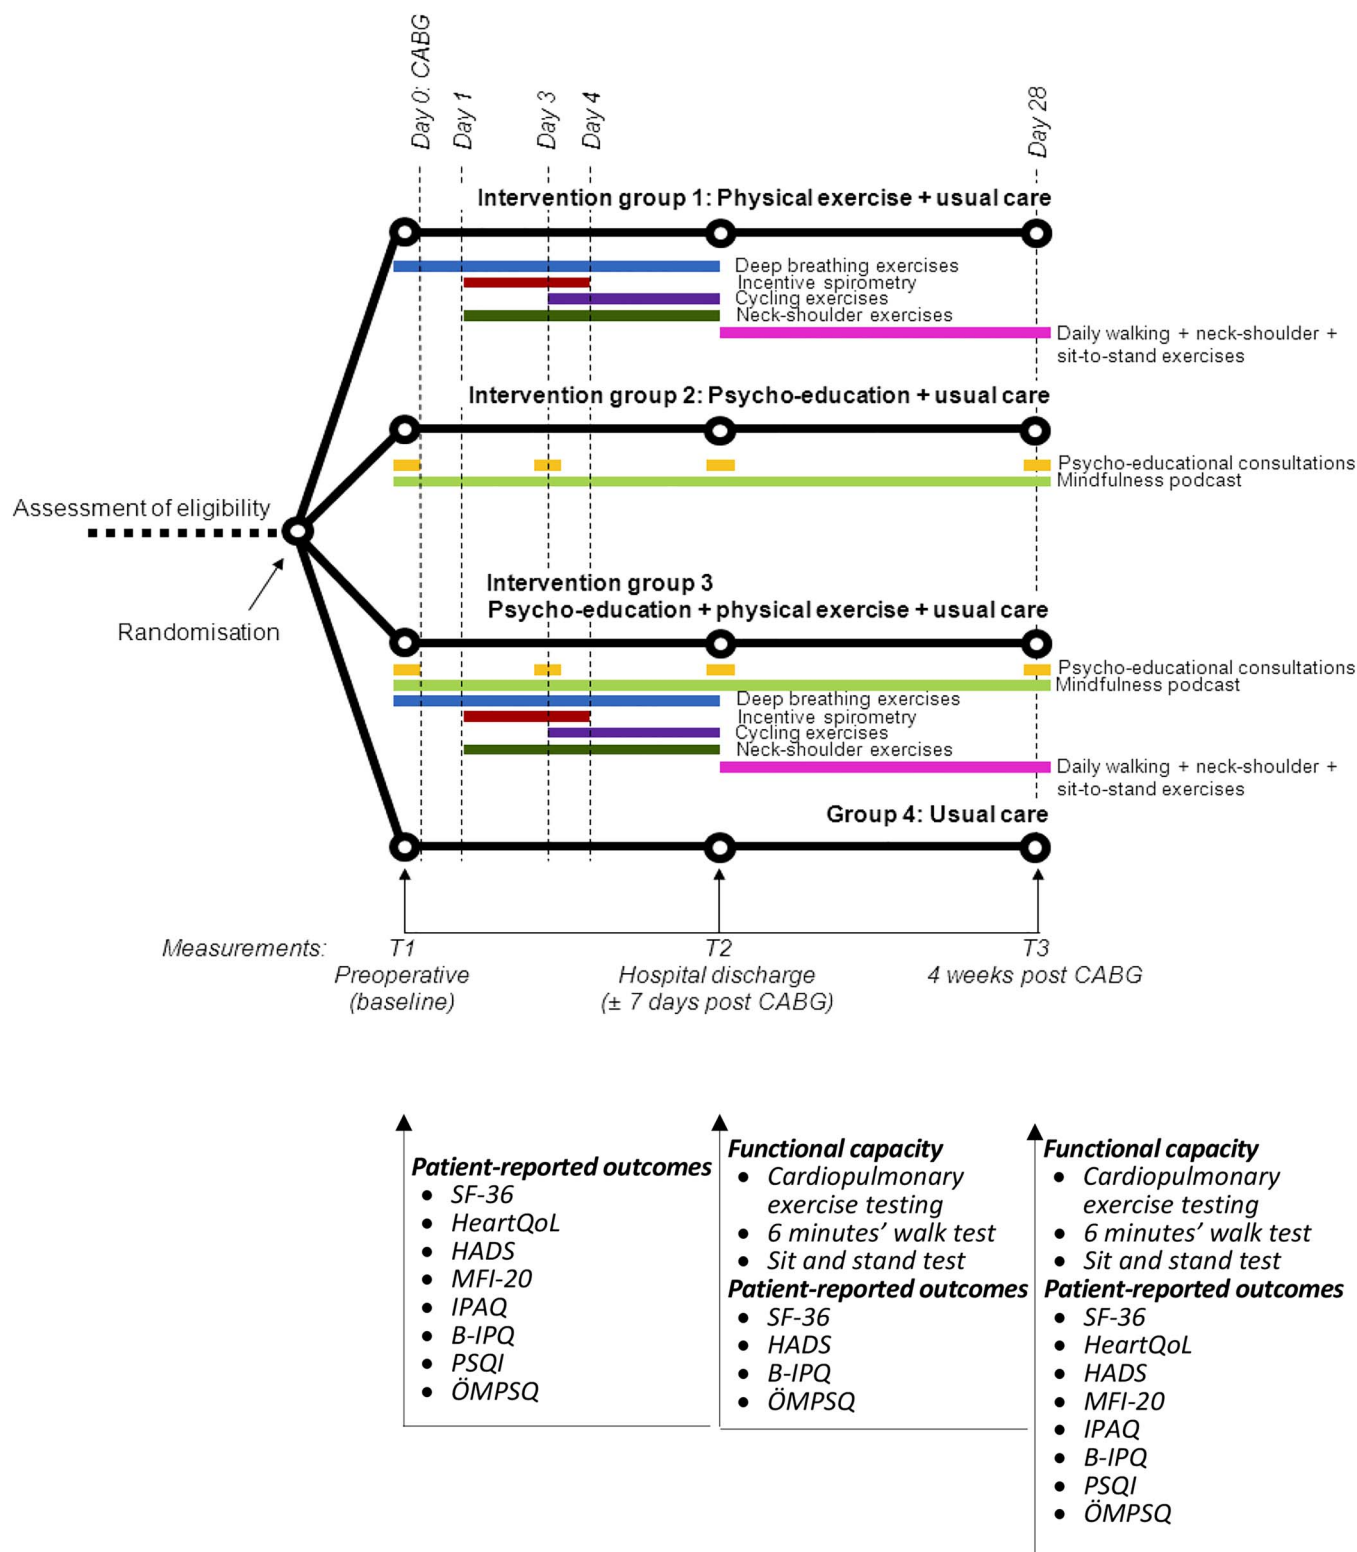 Day 0: CABG
Day 1
Day 3
Day 4
Day 28
Intervention group 1: Physical exercise + usual care
Deep breathing exercises
Incentive spirometry
Cycling exercises
Neck-shoulder exercises
Daily walking + neck-shoulder +
sit-to-stand exercises
Intervention group 2: Psycho-education + usual care
Psycho-educational consultations
Mindfulness podcast
Assessment of eligibility
Randomisation
Intervention group 3
Psycho-education + physical exercise + usual care
Psycho-educational consultations
Mindfulness podcast
Deep breathing exercises
Incentive spirometry
Cycling exercises
Neck-shoulder exercises
Daily walking + neck-shoulder +
sit-to-stand exercises
Group 4: Usual care
Measurements:
T1
Preoperative
(baseline)
T2
Hospital discharge
(± 7 days post CABG)
T3
4 weeks post CABG
Patient-reported outcomes
• SF-36
• HeartQoL
• HADS
• MFI-20
• IPAQ
• B-IPQ
• PSQI
• ÖMPSQ
Functional capacity
• Cardiopulmonary
exercise testing
• 6 minutes’ walk test
• Sit and stand test
Patient-reported outcomes
• SF-36
• HADS
• B-IPQ
• ÖMPSQ
Functional capacity
• Cardiopulmonary
exercise testing
• 6 minutes’ walk test
• Sit and stand test
Patient-reported outcomes
• SF-36
• HeartQoL
• HADS
• MFI-20
• IPAQ
• B-IPQ
• PSQI
• ÖMPSQ